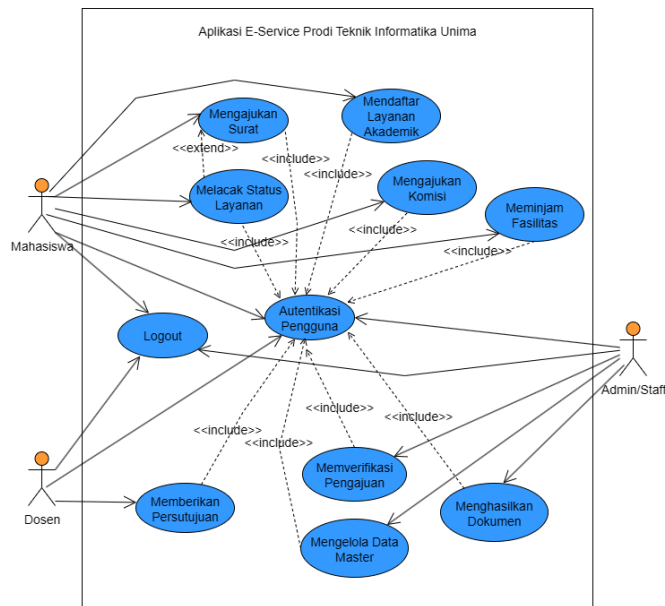 Aplikasi E-Service Prodi Teknik Informatika Unima
Mendaftar
Layanan
Akademik
Mengajukan
Surat
<<extend>>
<<include>>
<<include>>
Melacak Status
Layanan
Mengajukan
Komisi
Meminjam
Fasilitas
Mahasiswa
<<include>>
<<include>>
<<include>>
Autentikasi
Pengguna
Logout
Admin/Staff
<<include>>
<<include>>
<<include>>
<<include>>
Memverifikasi
Pengajuan
Memberikan
Persutujuan
Menghasilkan
Dokumen
Dosen
Mengelola Data
Master